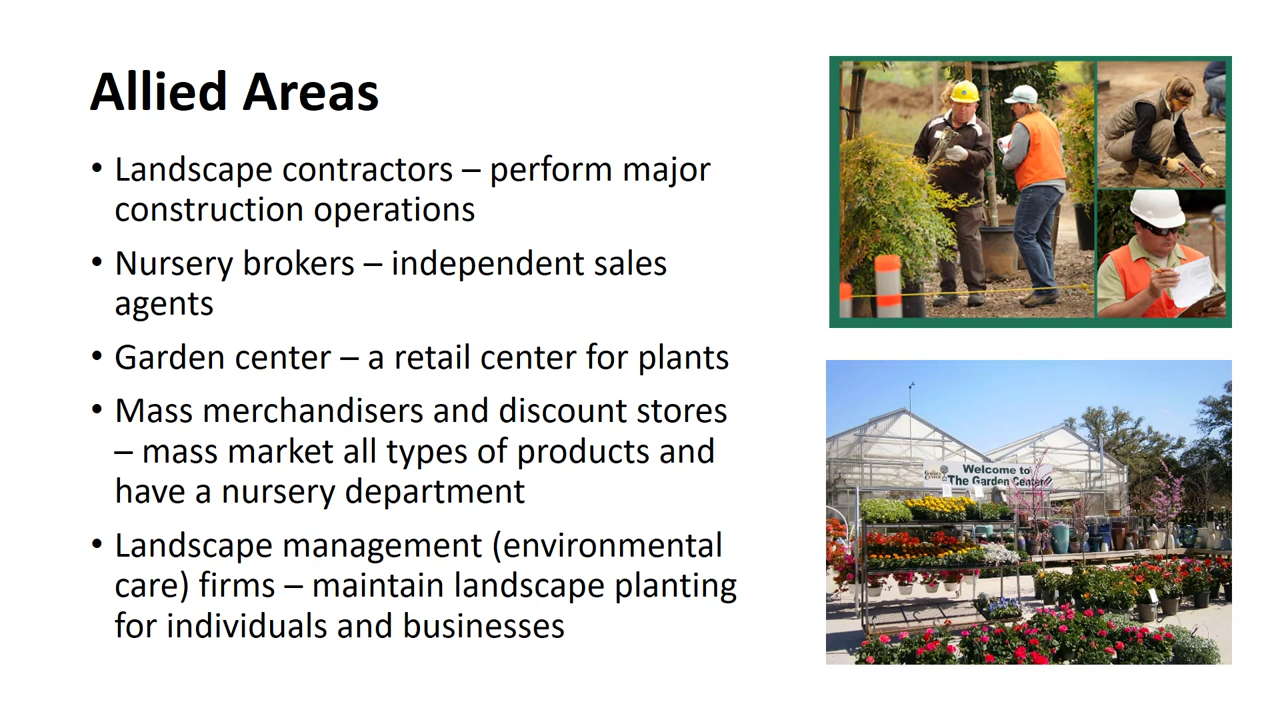 Allied Areas
• Landscape contractors – perform major
construction operations
• Nursery brokers – independent sales
agents
• Garden center – a retail center for plants
• Mass merchandisers and discount stores
– mass market all types of products and
have a nursery department
• Landscape management (environmental
care) firms – maintain landscape planting
for individuals and businesses
Welcome to
The Garden Center